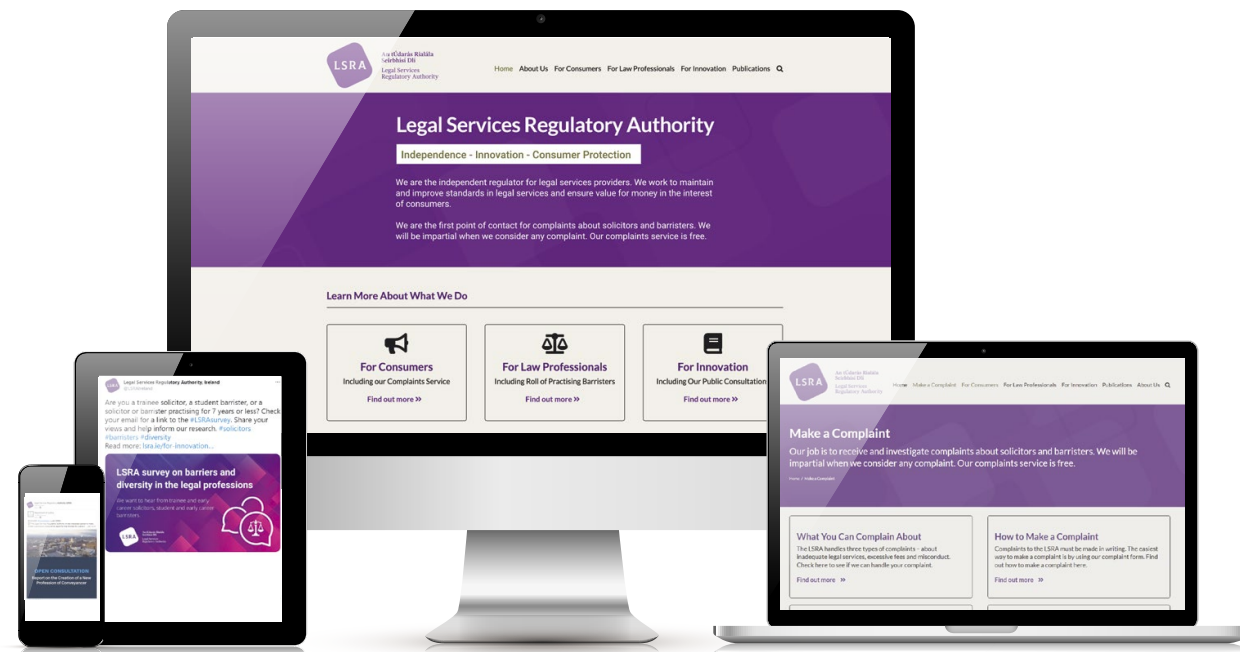 LSRA
An tÚdarás Rialála
Seirbhísí Dlí
Legal Services
Regulatory Authority
Home About Us For Consumers For Law Professionals For Innovation Publications
Legal Services Regulatory Authority
Independence - Innovation - Consumer Protection
We are the independent regulator for legal services providers. We work to maintain
and improve standards in legal services and ensure value for money in the interest
of consumers.
We are the first point of contact for complaints about solicitors and barristers. We
will be impartial when we consider any complaint. Our complaints service is free.
Learn More About What We Do
For Consumers
Including our Complaints Service
Find out more »
For Law Professionals
Including Roll of Practising Barristers
Find out more »
For Innovation
Including Our Public Consultation
Find out more »
Legal Services Regulatory Authority, Ireland
Are you a trainee solicitor, a student barrister, or a
solicitor or barrister practising for 7 years or less? Check
your email for a link to the #LSRAsurvey. Share your
views and help inform our research. #solicitors
#barristers #diversity
Read more: lsra.ie/for-innovation...
LSRA survey on barriers and
diversity in the legal professions
We want to hear from trainee and early
career solicitors, student and early career
barristers
LSRA
OPEN CONSULTATION
Report on the Creation of a New
Profession of Conveyancer
LSRA
An tÚdarás Rialála
Seirbhísí Dlí
Legal Services
Regulatory Authority
Home Make a Complaint For Consumers For Law Professionals For Innovation Publications About Us
Make a Complaint
Our job is to receive and investigate complaints about solicitors and barristers. We will be
impartial when we consider any complaint. Our complaints service is free.
What You Can Complain About
The LSRA handles three types of complaints - about
inadequate legal services, excessive fees and misconduct.
Check here to see if we can handle your complaint.
Find out more »
How to Make a Complaint
Complaints to the LSRA must be made in writing. The easiest
way to make a complaint is by using our complaint form. Find
out how to make a complaint here.
Find out more »